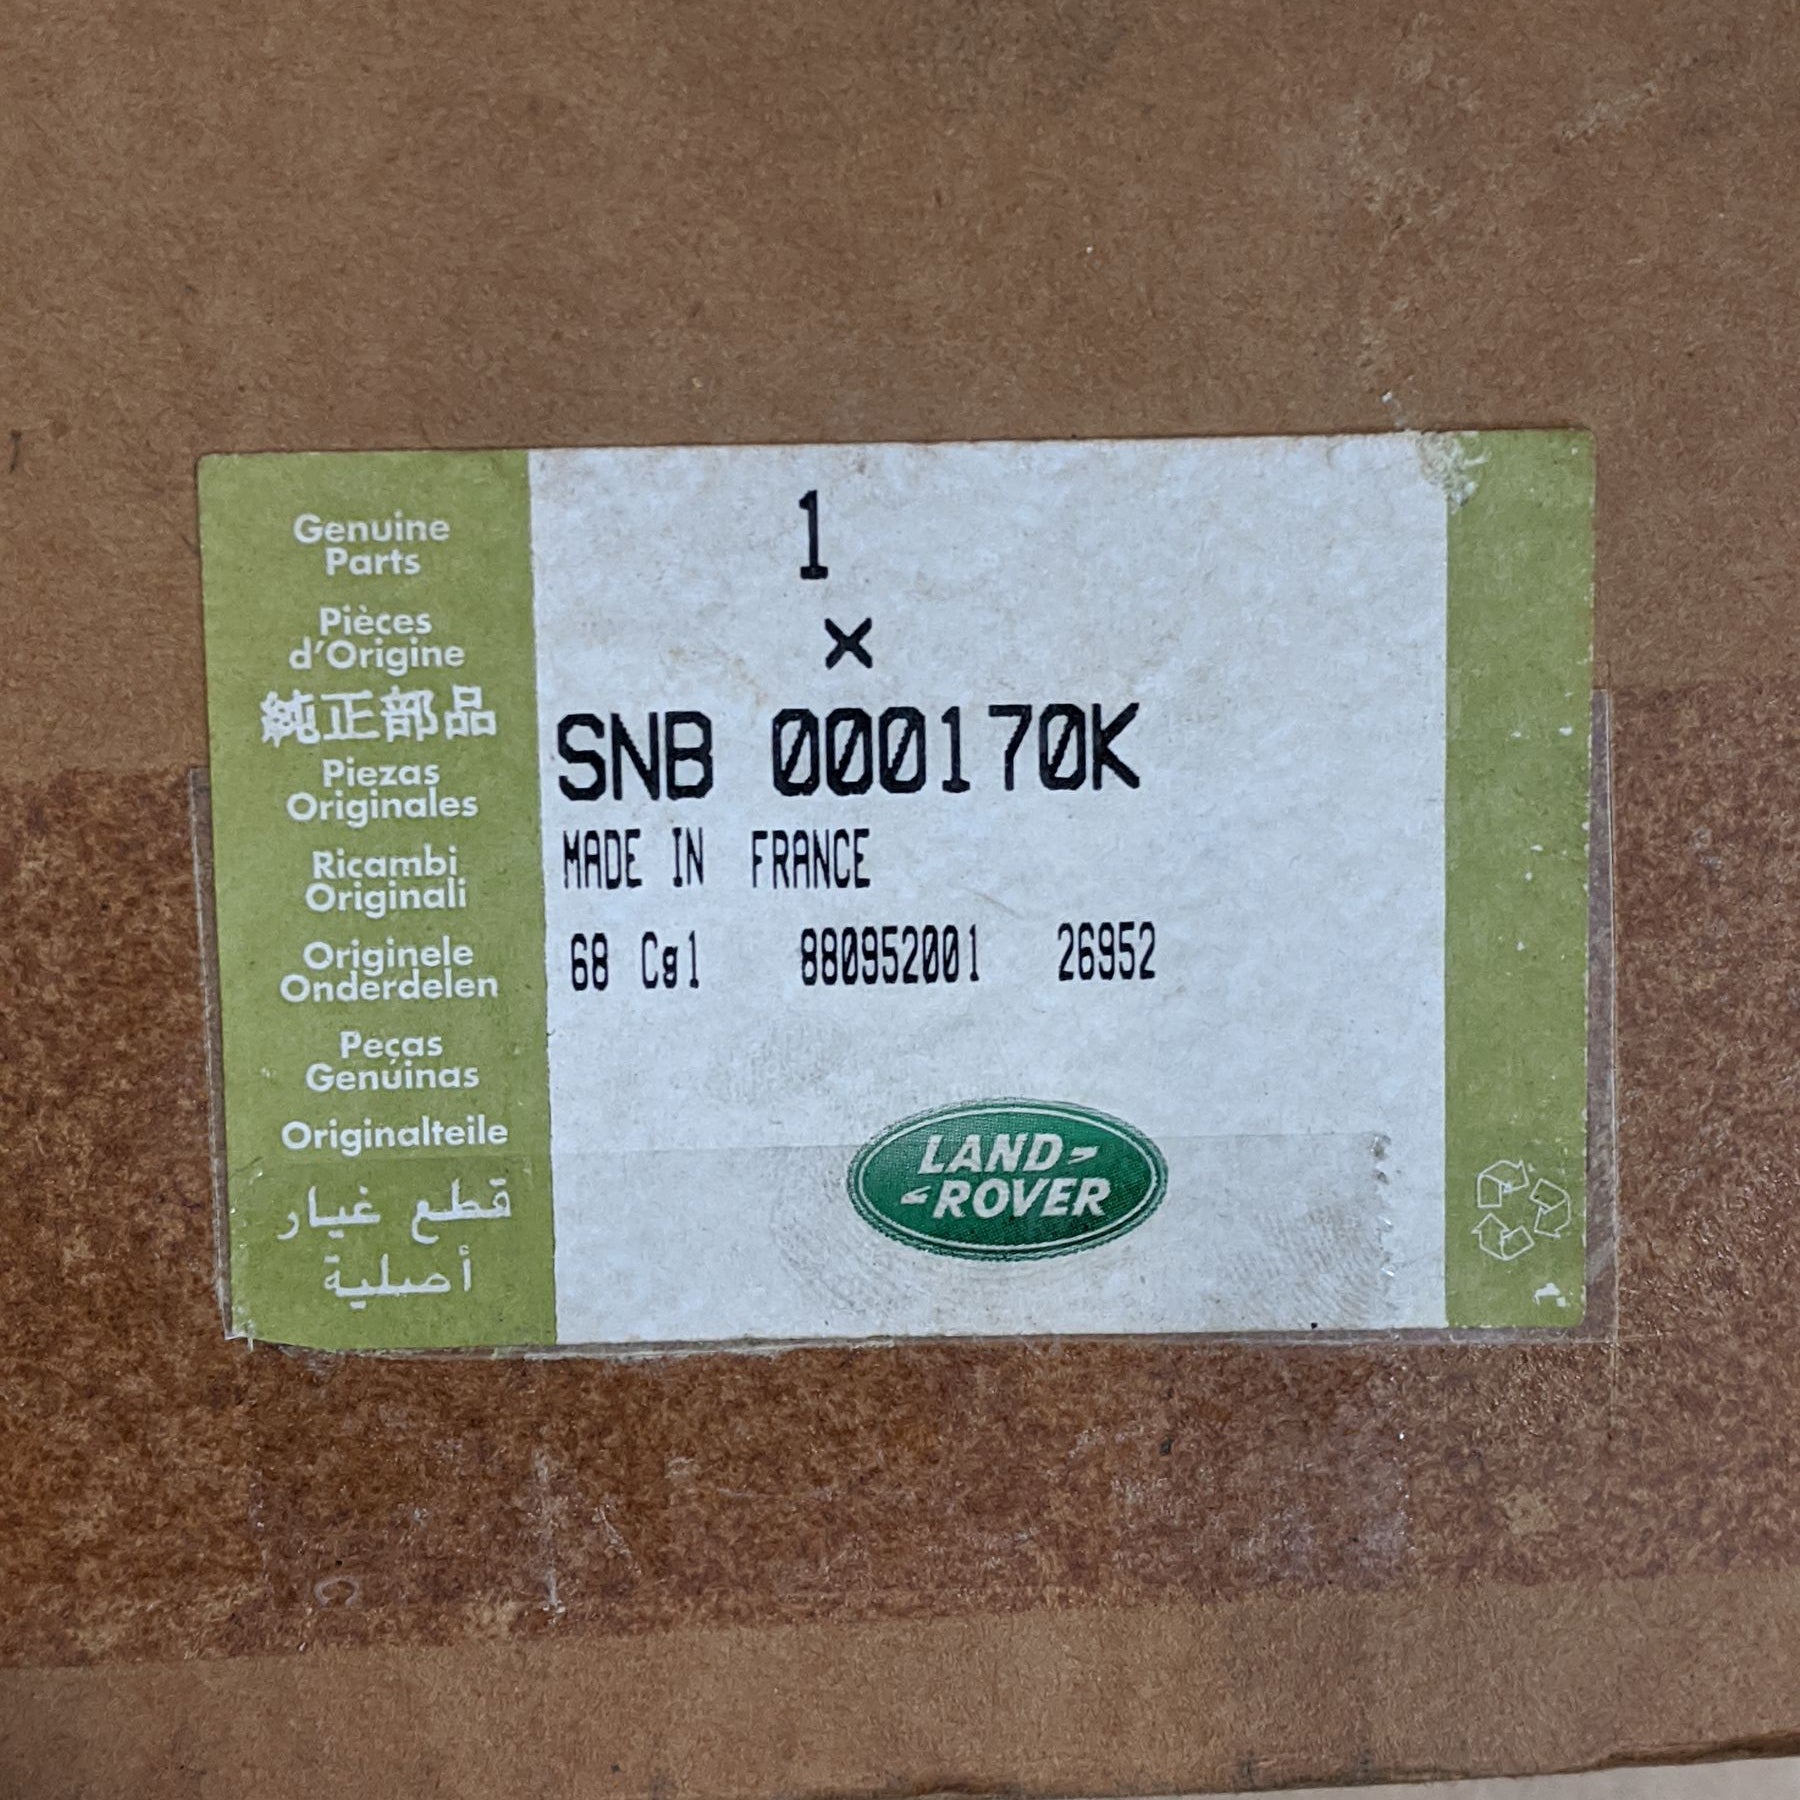 Genuine
Parts
Pièces
d'Origine
純正部品
Piezas
Originales
Ricambi
Originali
Originele
Onderdelen
Peças
Genúinas
Originalteile
قطع غيار
أصلية
1
x
SNB 000170K
MADE IN FRANCE
68 Cg1 880952001 26952
LAND-
-ROVER